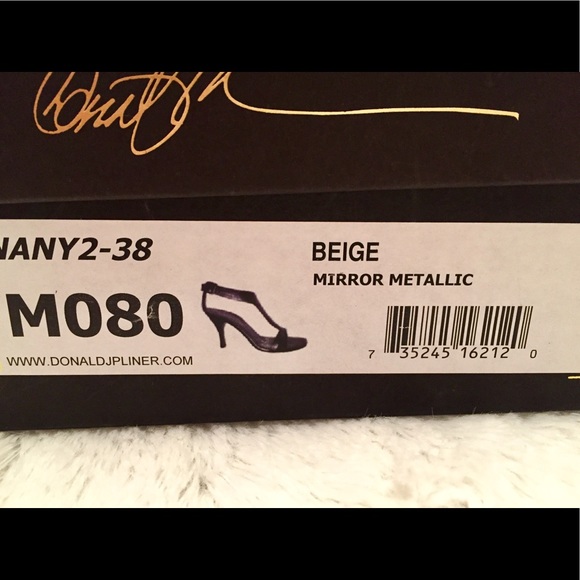 NANY2-38
BEIGE
MIRROR METALLIC
M080
WWW.DONALDJPLINER.COM
7 35245 16212 0